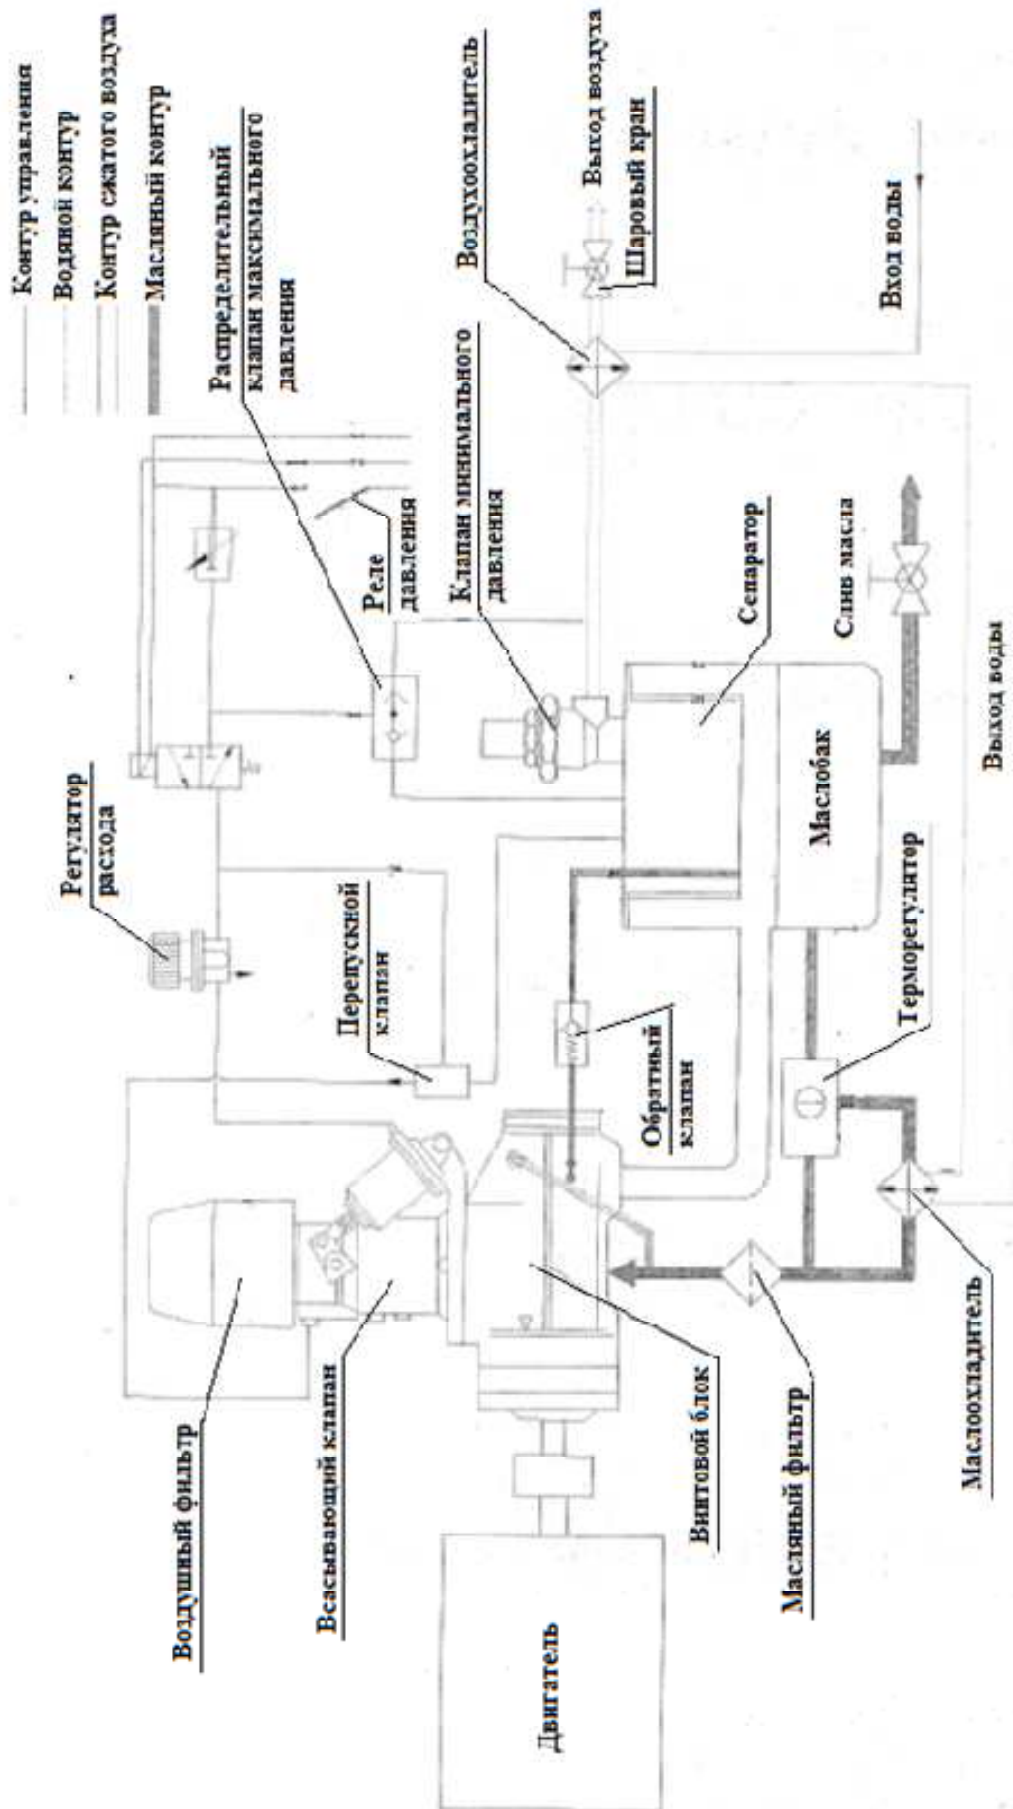 Контур управления
Водяной контур
Контур сжатого воздуха
Масляный контур
Распределительный
клапан максимального
давления
Регулятор
расхода
Реле
давления
Клапан минимального
давления
Воздухоохладитель
Выход воздуха
Шаровый кран
Вход воды
Воздушный фильтр
Всасывающий клапан
Перепускной
клапан
Обратный
клапан
Сепаратор
Маслобак
Слив масла
Выход воды
Терморегулятор
Двигатель
Винтовой блок
Масляный фильтр
Маслоохладитель